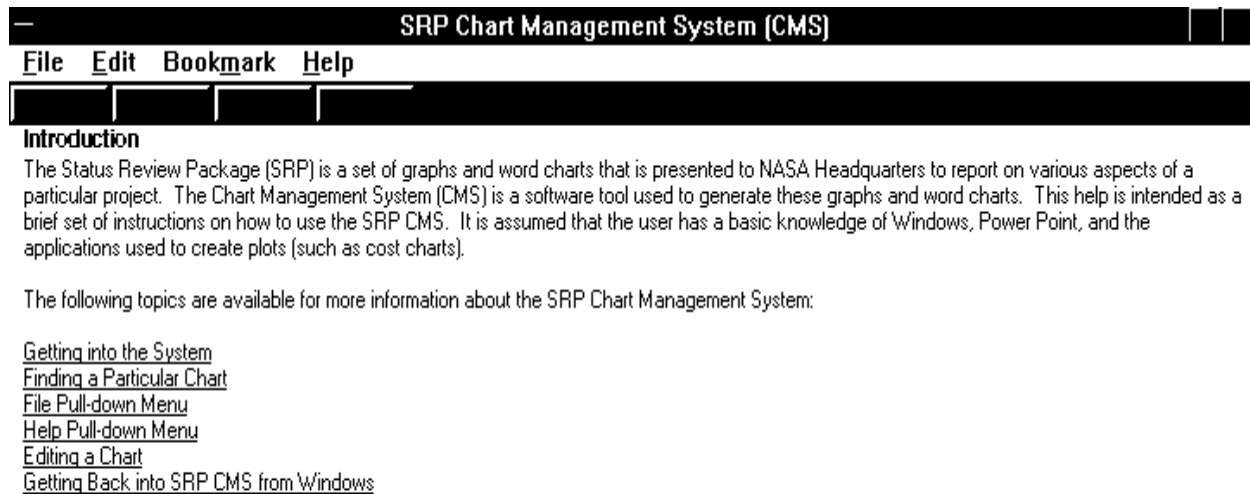 SRP Chart Management System (CMS)
File Edit Bookmark Help
Introduction
The Status Review Package (SRP) is a set of graphs and word charts that is presented to NASA Headquarters to report on various aspects of a
particular project. The Chart Management System (CMS) is a software tool used to generate these graphs and word charts. This help is intended as a
brief set of instructions on how to use the SRP CMS. It is assumed that the user has a basic knowledge of Windows, Power Point, and the
applications used to create plots (such as cost charts).
The following topics are available for more information about the SRP Chart Management System:
Getting into the System
Finding a Particular Chart
File Pull-down Menu
Help Pull-down Menu
Editing a Chart
Getting Back into SRP CMS from Windows